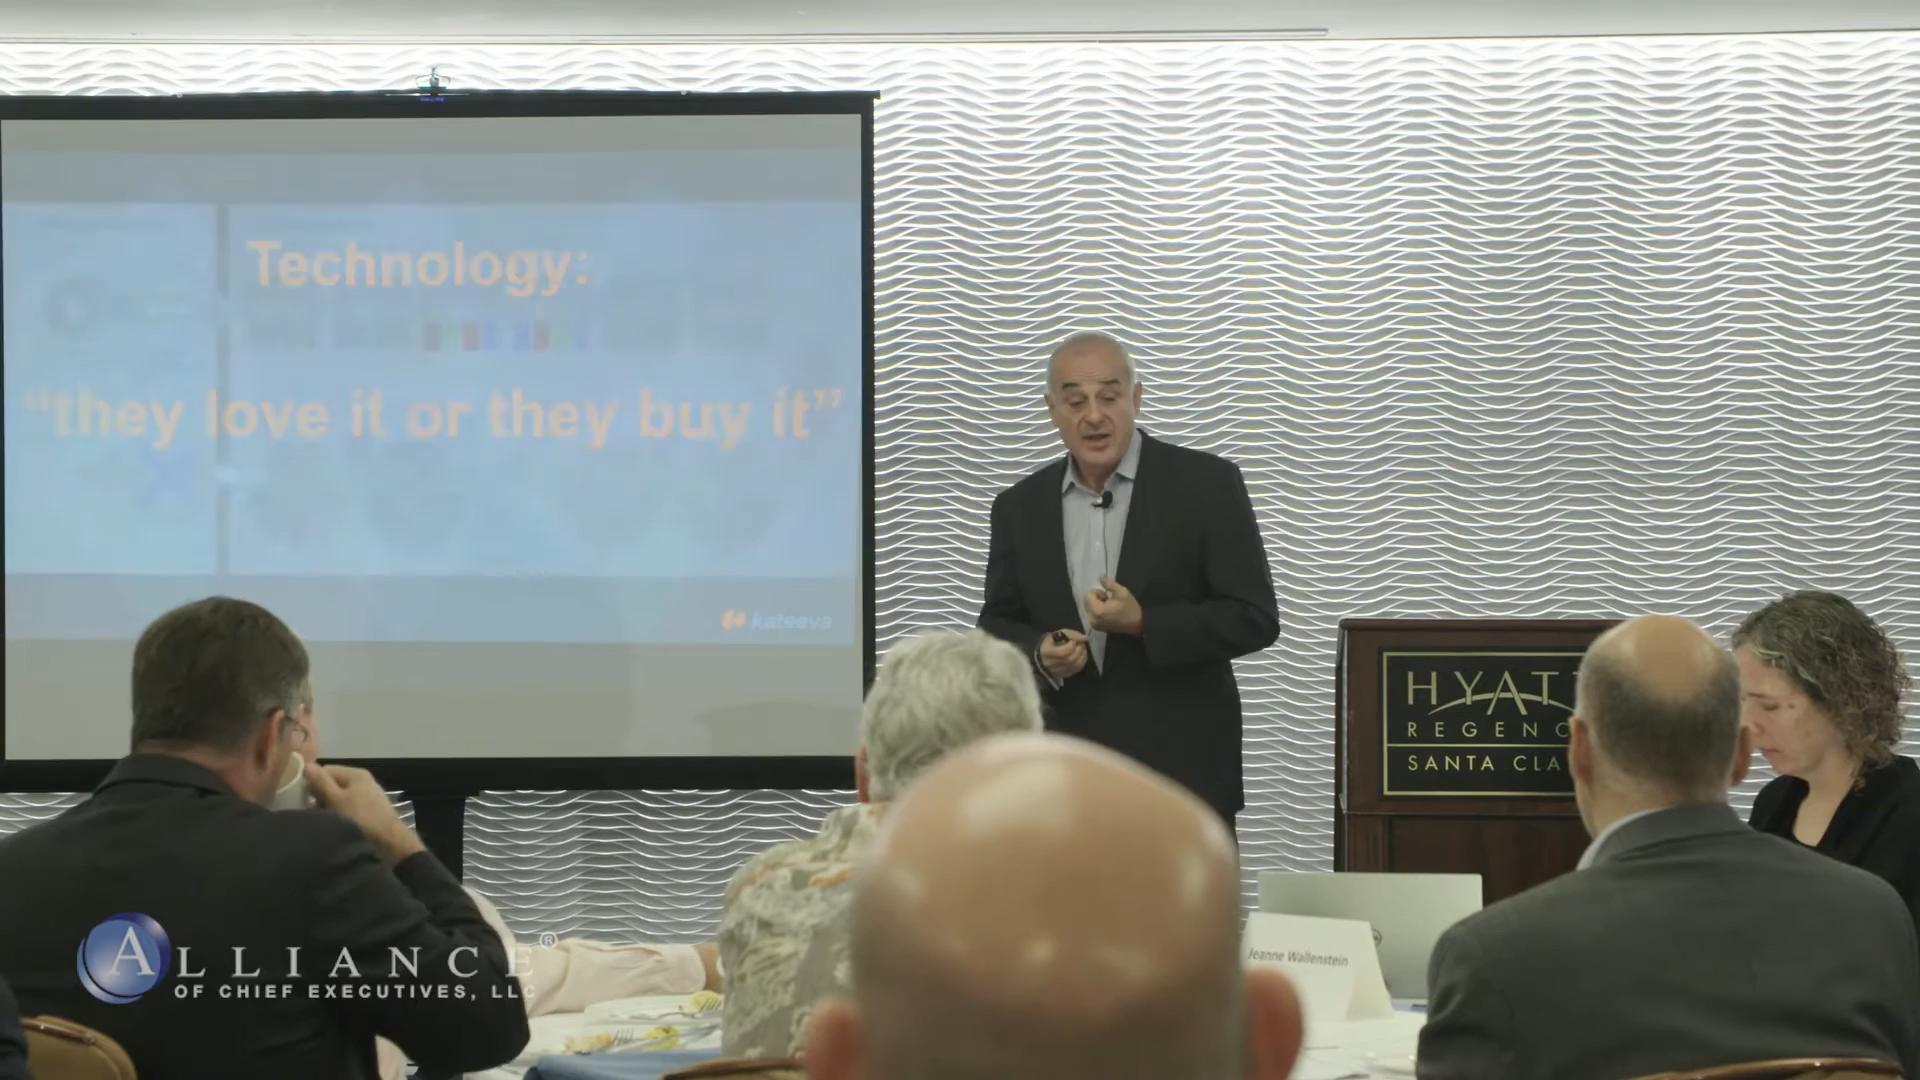 Technology:
“they love it or they buy it”
kateeva
HYATT
REGENC
SANTA CLA
Jeanne Wallenstein
ALLIANCE®
OF CHIEF EXECUTIVES, LLC